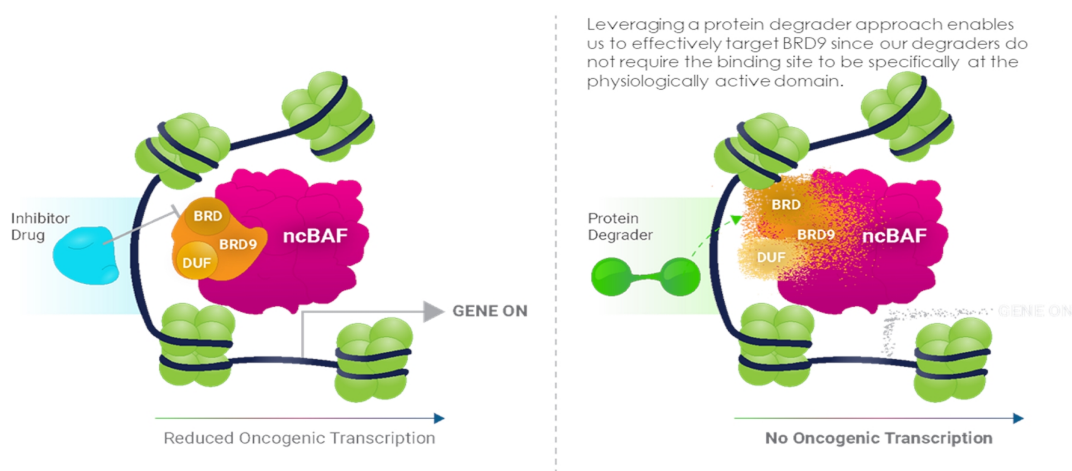 Leveraging a protein degrader approach enables
us to effectively target BRD9 since our degraders do
not require the binding site to be specifically at the
physiologically active domain.
Inhibitor
Drug
BRD
BRD9
DUF
ncBAF
GENE ON
Reduced Oncogenic Transcription
Protein
Degrader
BRD
BRD9
DUF
ncBAF
GENE ON
No Oncogenic Transcription